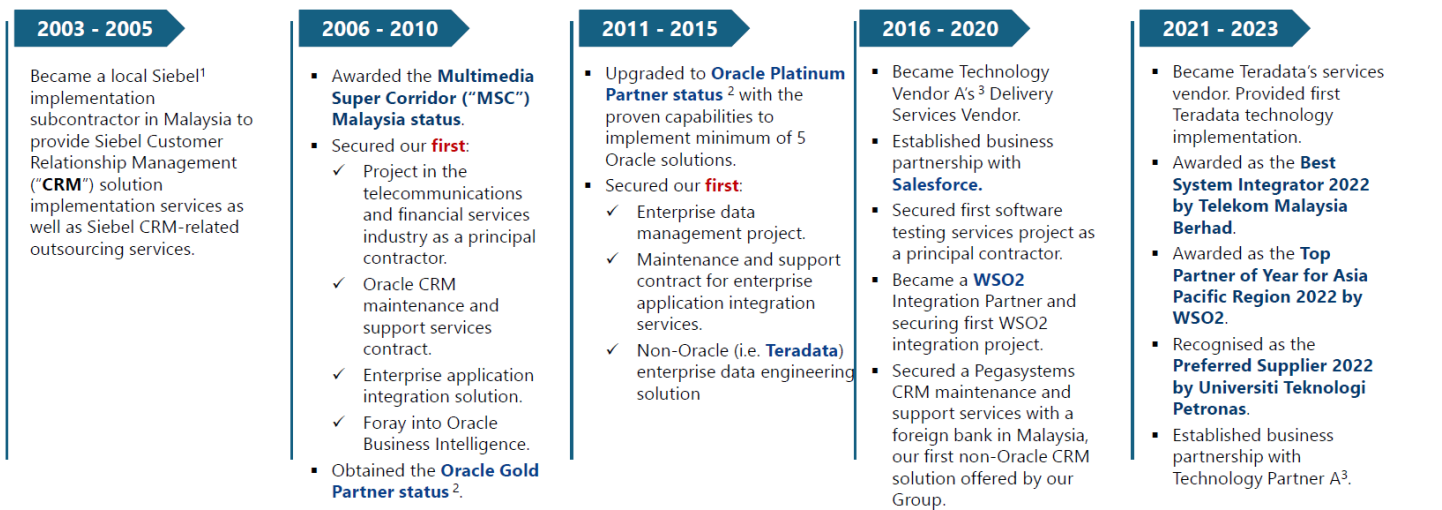 2003 - 2005
Became a local Siebel¹
implementation
subcontractor in Malaysia to
provide Siebel Customer
Relationship Management
(“CRM”) solution
implementation services as
well as Siebel CRM-related
outsourcing services.
2006 - 2010
▪ Awarded the Multimedia
Super Corridor (“MSC”)
Malaysia status.
▪ Secured our first:
✓ Project in the
telecommunications
and financial services
industry as a principal
contractor.
✓ Oracle CRM
maintenance and
support services
contract.
✓ Enterprise application
integration solution.
✓ Foray into Oracle
Business Intelligence.
▪ Obtained the Oracle Gold
Partner status ².
2011 - 2015
▪ Upgraded to Oracle Platinum
Partner status ² with the
proven capabilities to
implement minimum of 5
Oracle solutions.
▪ Secured our first:
✓ Enterprise data
management project.
✓ Maintenance and support
contract for enterprise
application integration
services.
✓ Non-Oracle (i.e. Teradata)
enterprise data engineering
solution
2016 - 2020
▪ Became Technology
Vendor A’s ³ Delivery
Services Vendor.
▪ Established business
partnership with
Salesforce.
▪ Secured first software
testing services project as
a principal contractor.
▪ Became a WSO2
Integration Partner and
securing first WSO2
integration project.
▪ Secured a Pegasystems
CRM maintenance and
support services with a
foreign bank in Malaysia,
our first non-Oracle CRM
solution offered by our
Group.
2021 - 2023
▪ Became Teradata’s services
vendor. Provided first
Teradata technology
implementation.
▪ Awarded as the Best
System Integrator 2022
by Telekom Malaysia
Berhad.
▪ Awarded as the Top
Partner of Year for Asia
Pacific Region 2022 by
WSO2.
▪ Recognised as the
Preferred Supplier 2022
by Universiti Teknologi
Petronas.
▪ Established business
partnership with
Technology Partner A³.